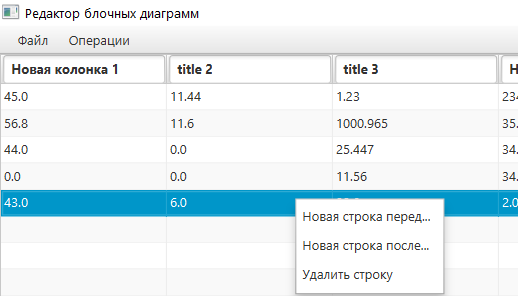 Редактор блочных диаграмм
Файл Операции
Новая колонка 1 title 2 title 3
45.0 11.44 1.23 234
56.8 11.6 1000.965 35.
44.0 0.0 25.447 34.
0.0 0.0 11.56 34.
43.0 6.0 2.0
Новая строка перед...
Новая строка после...
Удалить строку